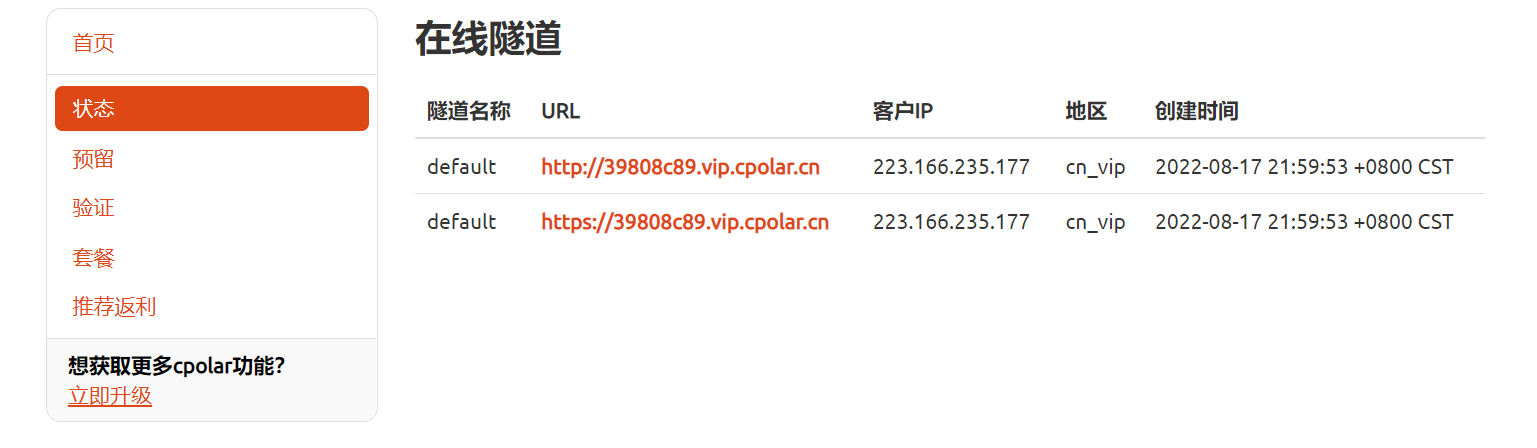 首页
状态
预留
验证
套餐
推荐返利
想获取更多cpolar功能？
立即升级
在线隧道
隧道名称 URL 客户IP 地区 创建时间
default http://39808c89.vip.cpolar.cn 223.166.235.177 cn_vip 2022-08-17 21:59:53 +0800 CST
default https://39808c89.vip.cpolar.cn 223.166.235.177 cn_vip 2022-08-17 21:59:53 +0800 CST